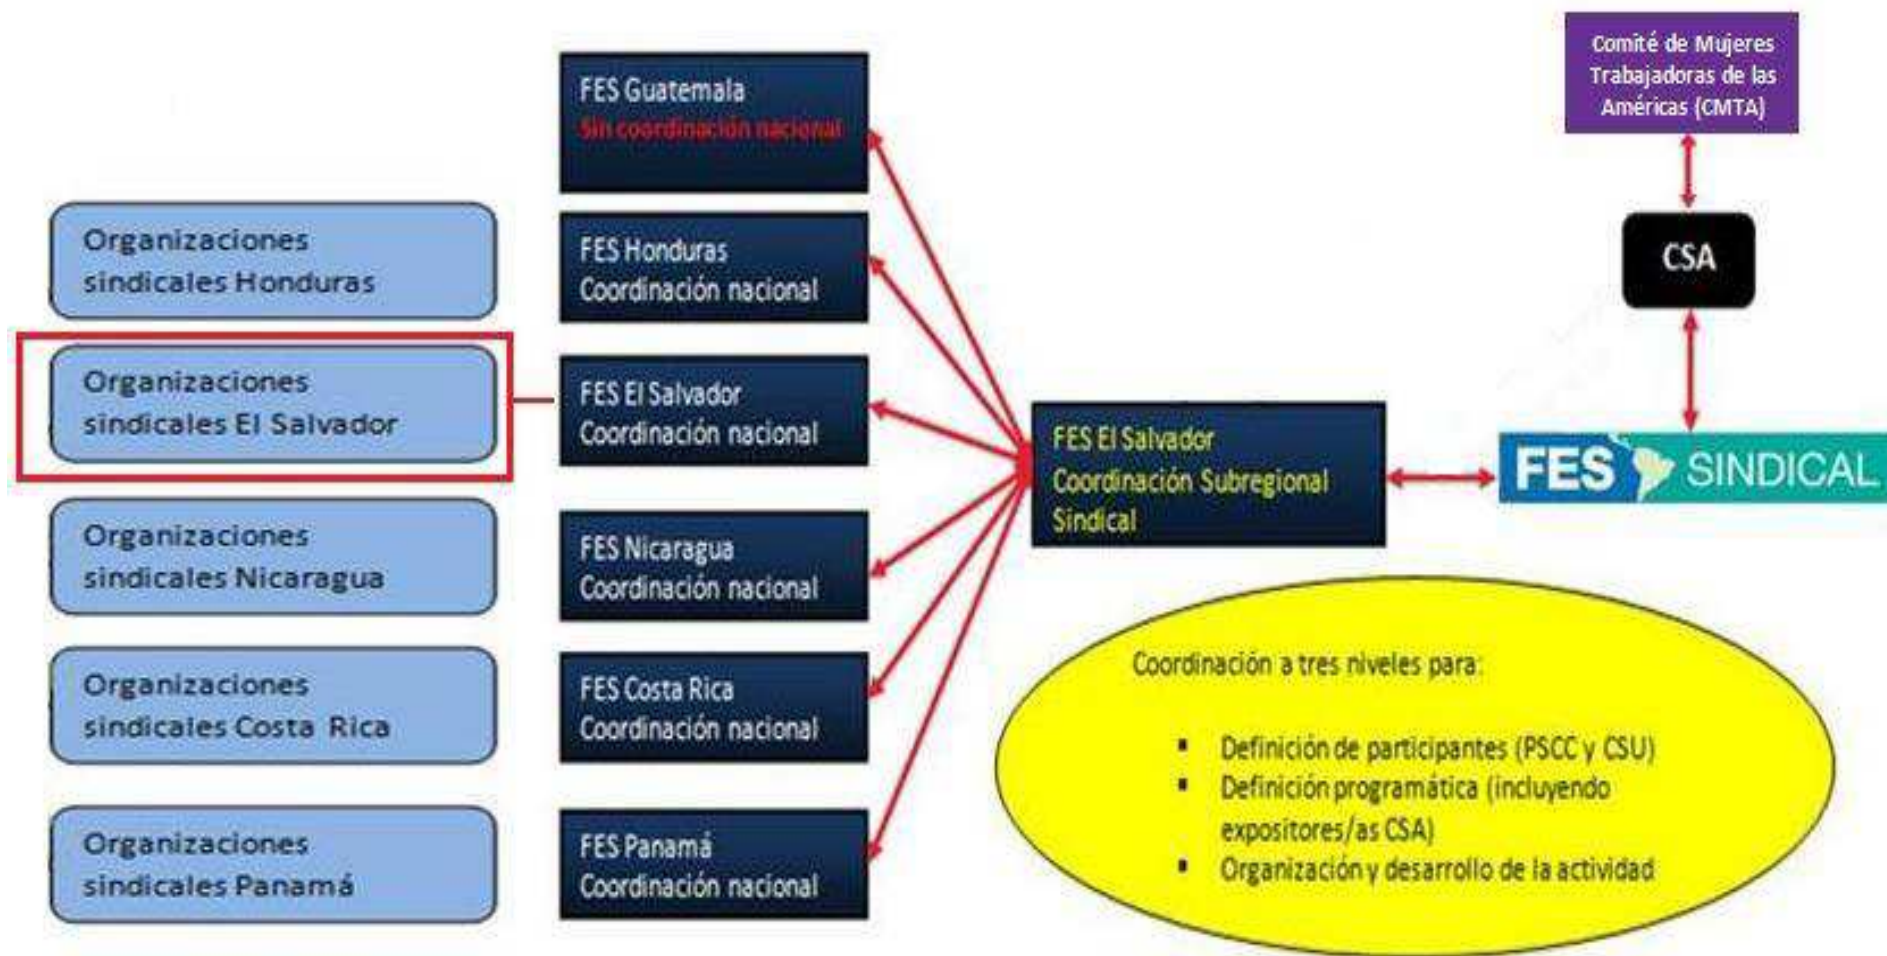 Comité de Mujeres
Trabajadoras de las
Américas (CMTA)
CSA
FES SINDICAL
FES Guatemala
Sin coordinación nacional
Organizaciones
sindicales Honduras
FES Honduras
Coordinación nacional
Organizaciones
sindicales El Salvador
FES El Salvador
Coordinación nacional
FES El Salvador
Coordinación Subregional
Sindical
Organizaciones
sindicales Nicaragua
FES Nicaragua
Coordinación nacional
Organizaciones
sindicales Costa Rica
FES Costa Rica
Coordinación nacional
Organizaciones
sindicales Panamá
FES Panamá
Coordinación nacional
Coordinación a tres niveles para:
▪ Definición de participantes (PSCC y CSU)
▪ Definición programática (incluyendo
expositores/as CSA)
▪ Organización y desarrollo de la actividad